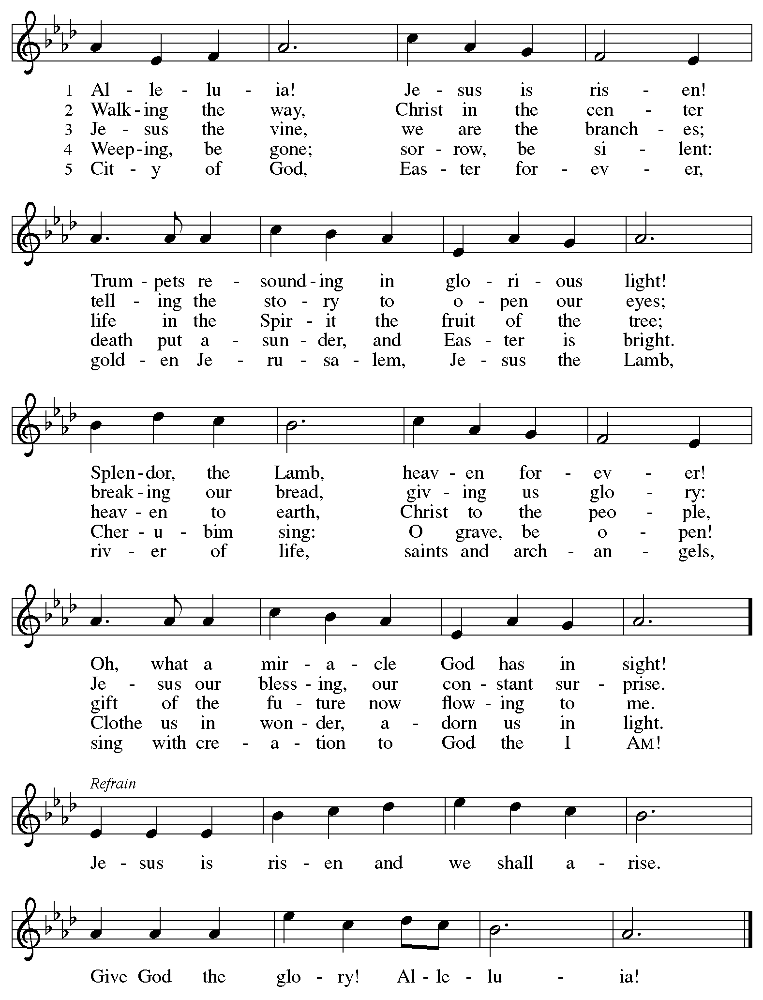 1 Al - le - lu - ia! Je - sus is ris - en!
2 Walk - ing the way, Christ in the cen - ter
3 Je - sus the vine, we are the branch - es;
4 Weep - ing, be gone; sor - row, be si - lent:
5 Cit - y of God, Eas - ter for - ev - er,
Trum - pets re - sound - ing in glo - ri - ous light!
tell - ing the sto - ry to o - pen our eyes;
life in the Spir - it the fruit of the tree;
death put a - sun - der, and Eas - ter is bright.
gold - en Je - ru - sa - lem, Je - sus the Lamb,
Splen - dor, the Lamb, heav - en for - ev - er!
break - ing our bread, giv - ing us glo - ry:
heav - en to earth, Christ to the peo - ple,
Cher - u - bim sing: O grave, be o - pen!
riv - er of life, saints and arch - an - gels,
Oh, what a mir - a - cle God has in sight!
Je - sus our bless - ing, our con - stant sur - prise.
gift of the fu - ture now flow - ing to me.
Clothe us in won - der, a - dorn us in light.
sing with cre - a - tion to God the I AM!
Refrain
Je - sus is ris - en and we shall a - rise.
Give God the glo - ry! Al - le - lu - ia!